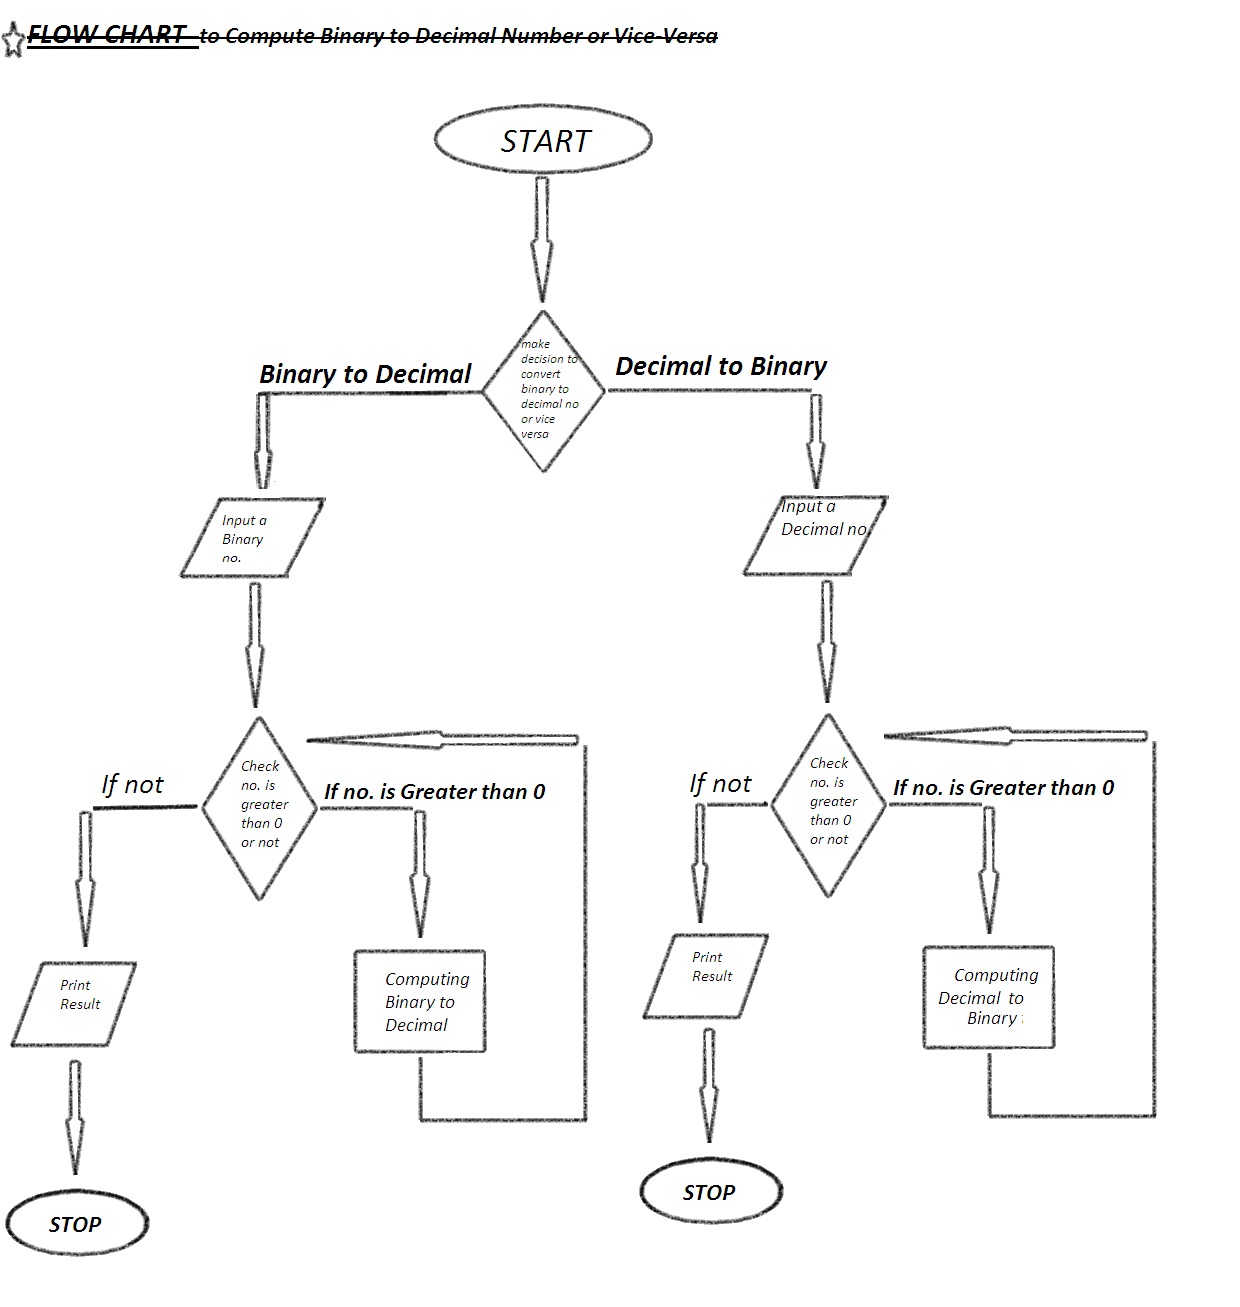 FLOW CHART to Compute Binary to Decimal Number or Vice-Versa
START
make
decision to
convert
binary to
decimal no
or vice
versa
Binary to Decimal
Decimal to Binary
Input a
Binary
no.
Input a
Decimal no
Check
no. is
greater
than 0
or not
If not
If no. is Greater than 0
Check
no. is
greater
than 0
or not
If not
If no. is Greater than 0
Print
Result
Computing
Binary to
Decimal
Print
Result
Computing
Decimal to
Binary
STOP
STOP